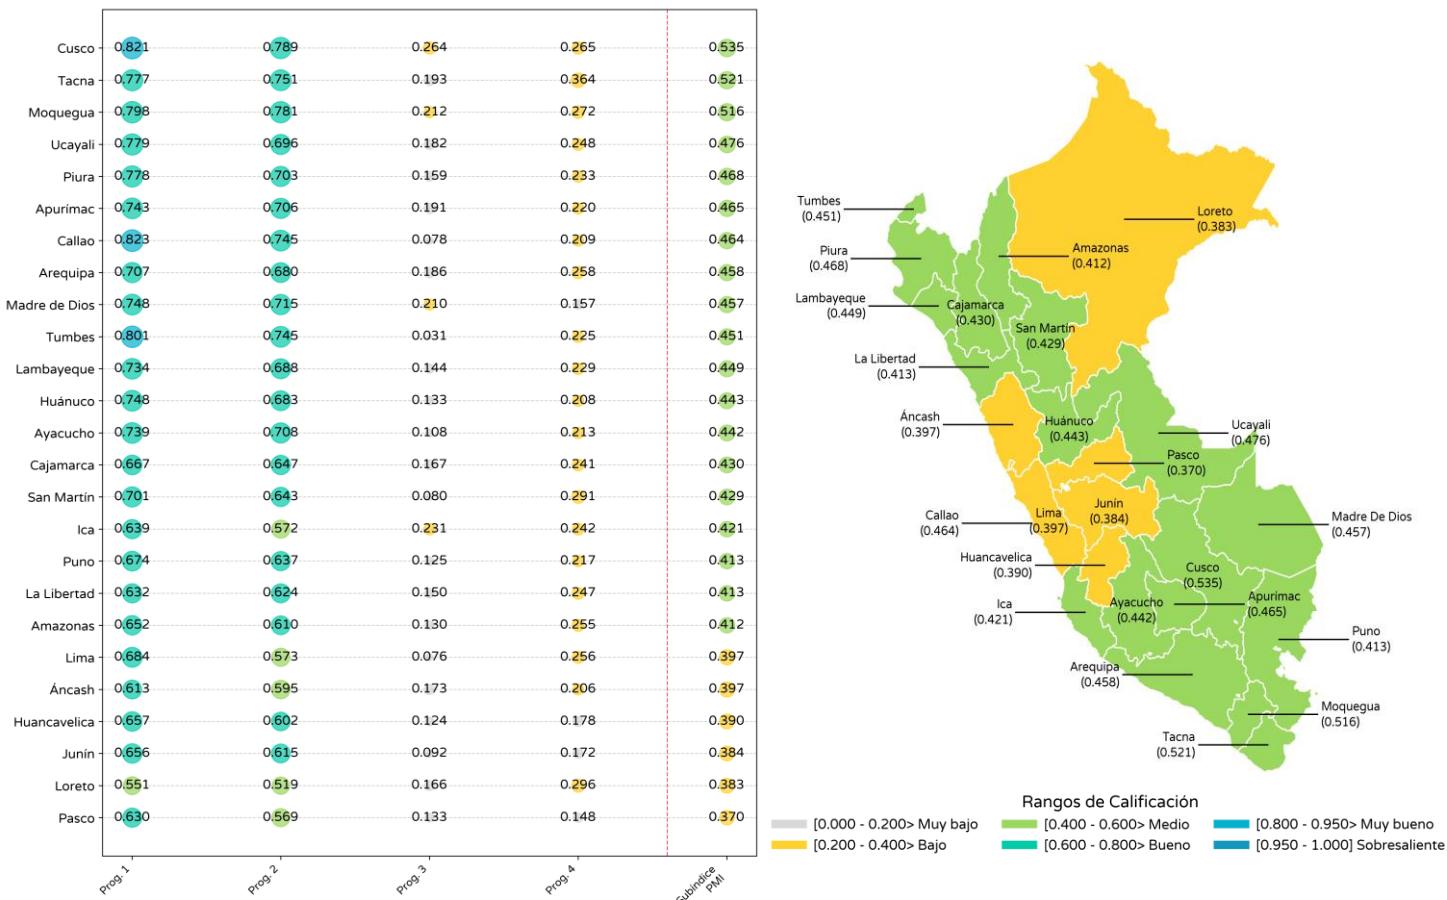 Cusco 0.821 0.789 0.264 0.265 0.535
Tacna 0.777 0.751 0.193 0.364 0.521
Moquegua 0.798 0.781 0.212 0.272 0.516
Ucayali 0.779 0.696 0.182 0.248 0.476
Piura 0.778 0.703 0.159 0.233 0.468
Apurímac 0.743 0.706 0.191 0.220 0.465
Callao 0.823 0.745 0.078 0.209 0.464
Arequipa 0.707 0.680 0.186 0.258 0.458
Madre de Dios 0.748 0.715 0.210 0.157 0.457
Tumbes 0.801 0.745 0.031 0.225 0.451
Lambayeque 0.734 0.688 0.144 0.229 0.449
Huánuco 0.748 0.683 0.133 0.208 0.443
Ayacucho 0.739 0.708 0.108 0.213 0.442
Cajamarca 0.667 0.647 0.167 0.241 0.430
San Martín 0.701 0.643 0.080 0.291 0.429
Ica 0.639 0.572 0.231 0.242 0.421
Puno 0.674 0.637 0.125 0.217 0.413
La Libertad 0.632 0.624 0.150 0.247 0.413
Amazonas 0.652 0.610 0.130 0.255 0.412
Lima 0.684 0.573 0.076 0.256 0.397
Áncash 0.613 0.595 0.173 0.206 0.397
Huancavelica 0.657 0.602 0.124 0.178 0.390
Junín 0.656 0.615 0.092 0.172 0.384
Loreto 0.551 0.519 0.166 0.296 0.383
Pasco 0.630 0.569 0.133 0.148 0.370
Prog. 1 Prog. 2 Prog. 3 Prog. 4 Subíndice
PMI
Tumbes
(0.451)
Loreto
(0.383)
Piura
(0.468)
Amazonas
(0.412)
Lambayeque
(0.449)
Cajamarca
(0.430)
San Martín
(0.429)
La Libertad
(0.413)
Áncash
(0.397)
Huánuco
(0.443)
Ucayali
(0.476)
Pasco
(0.370)
Callao
(0.464)
Lima
(0.397)
Junín
(0.384)
Madre De Dios
(0.457)
Huancavelica
(0.390)
Cusco
(0.535)
Ica
(0.421)
Ayacucho
(0.442)
Apurímac
(0.465)
Puno
(0.413)
Arequipa
(0.458)
Moquegua
(0.516)
Tacna
(0.521)
Rangos de Calificación
[0.000 - 0.200> Muy bajo [0.400 - 0.600> Medio [0.800 - 0.950> Muy bueno
[0.200 - 0.400> Bajo [0.600 - 0.800> Bueno [0.950 - 1.000] Sobresaliente